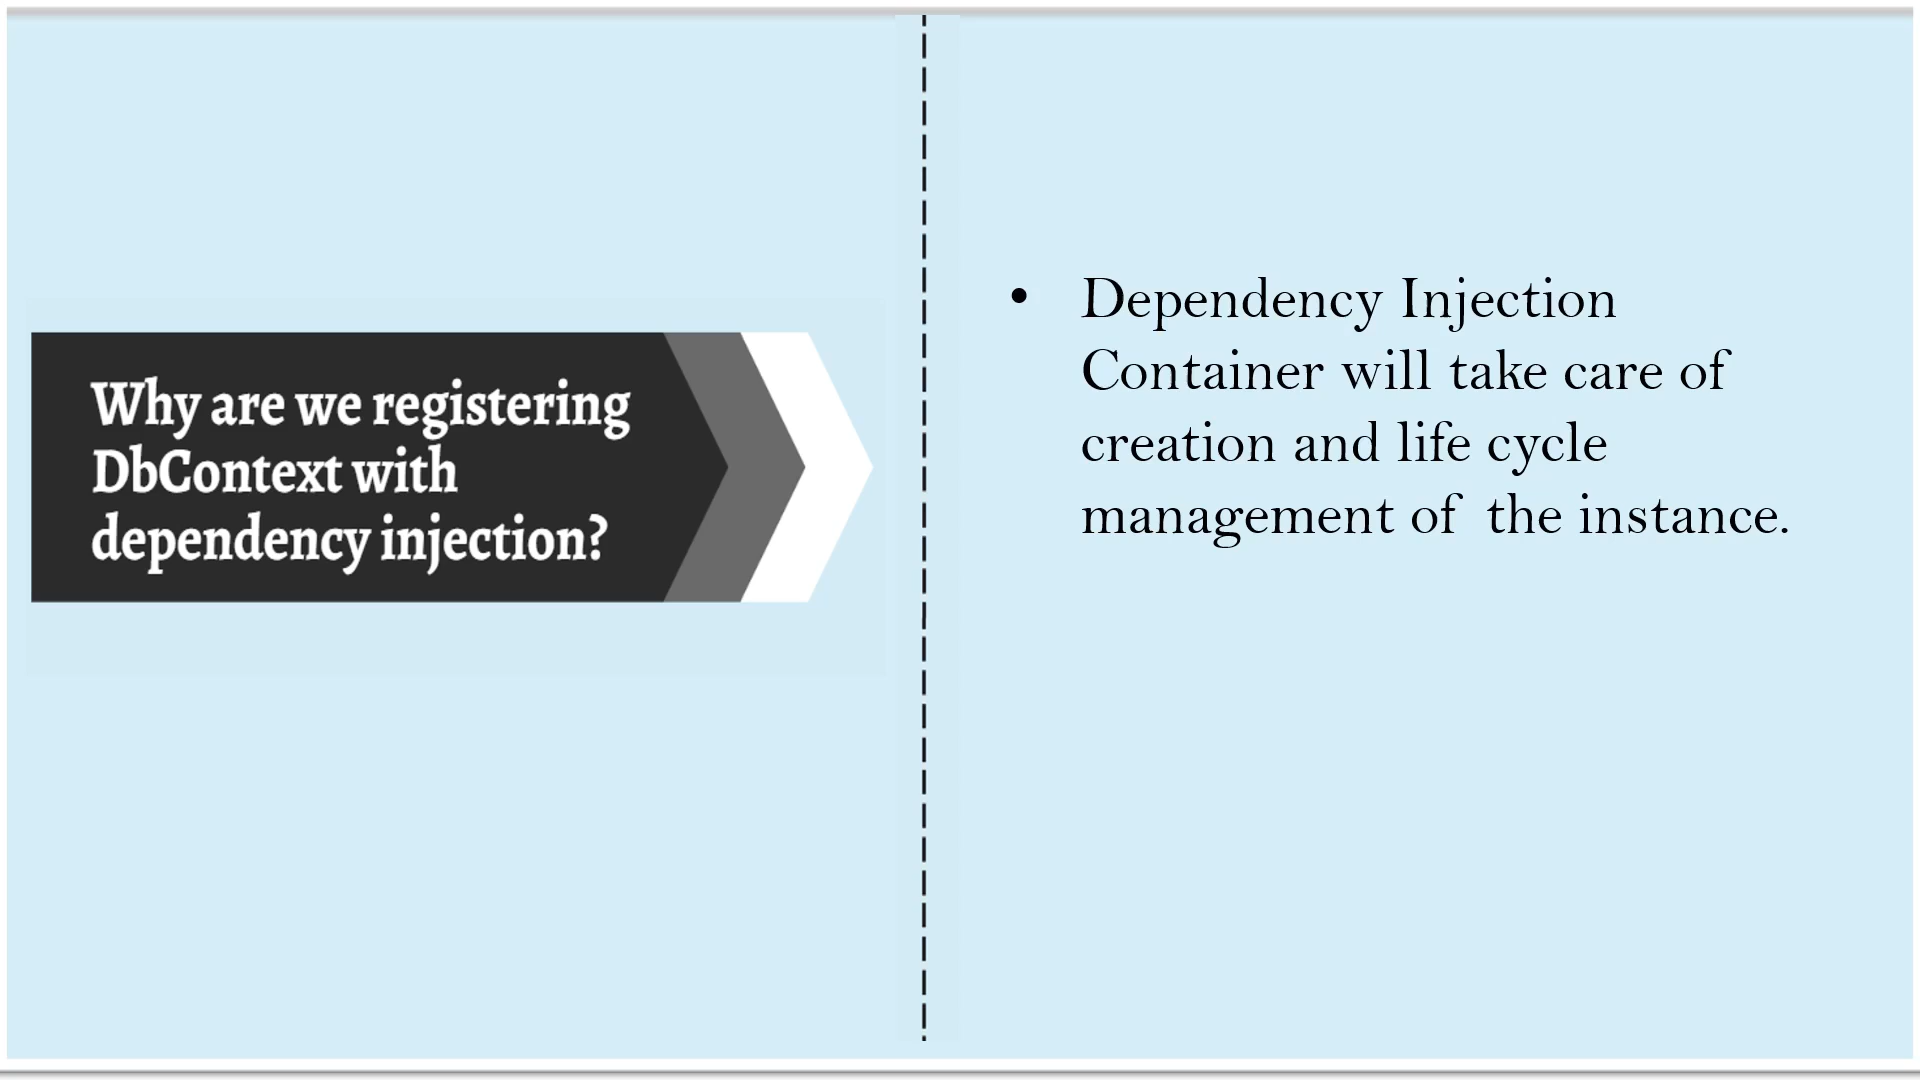 Why are we registering
DbContext with
dependency injection?
• Dependency Injection
Container will take care of
creation and life cycle
management of  the instance.